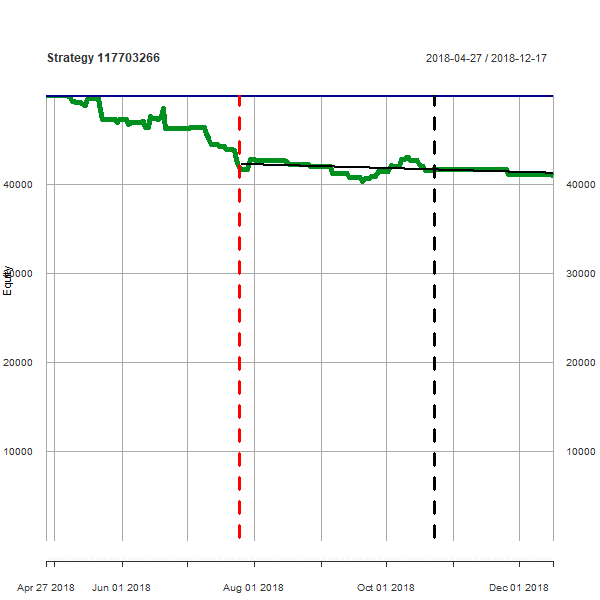 Strategy 117703266
2018-04-27 / 2018-12-17
Equity
40000 40000
30000 30000
20000 20000
10000 10000
Apr 27 2018 Jun 01 2018 Aug 01 2018 Oct 01 2018 Dec 01 2018